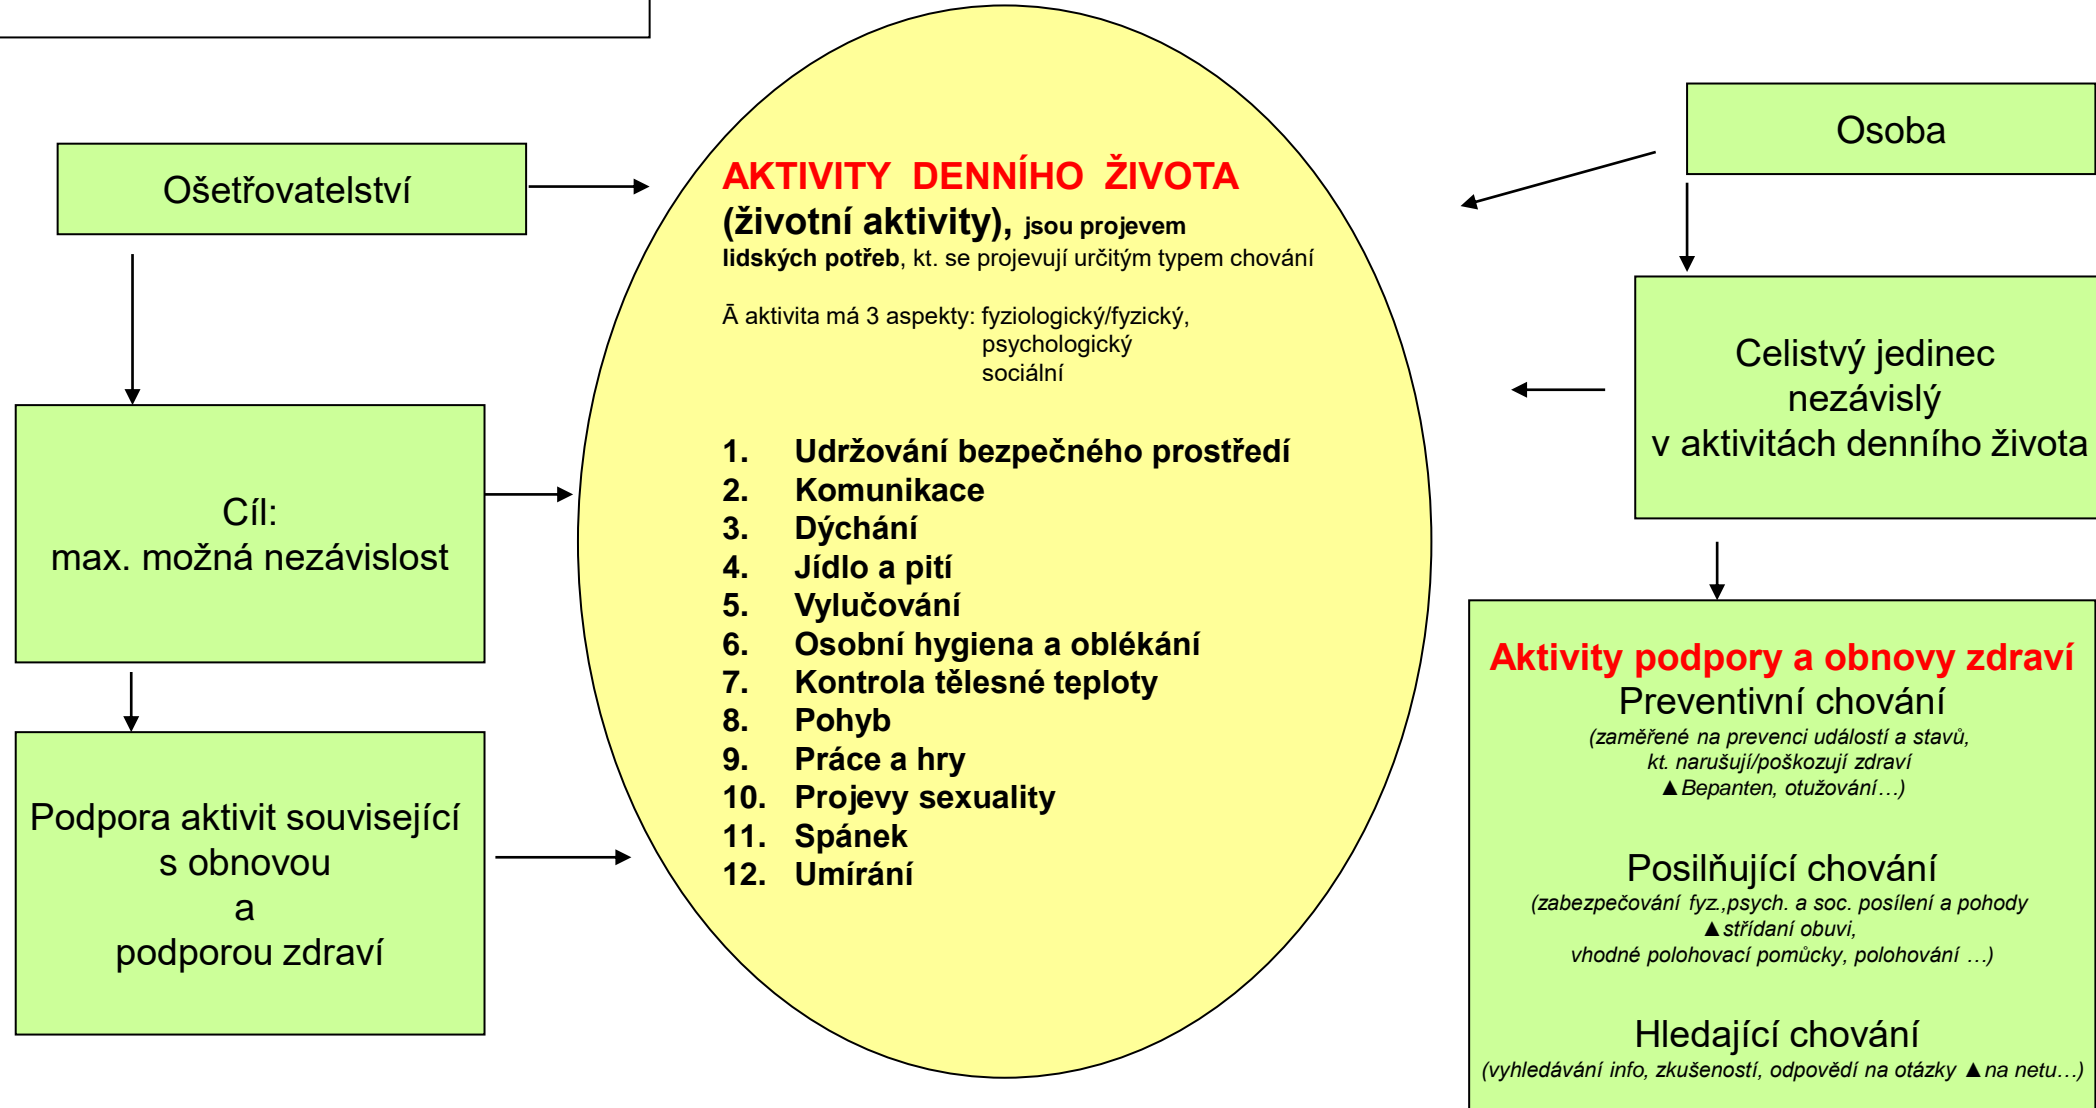 Ošetřovatelství
Cíl:
max. možná nezávislost
Podpora aktivit související
s obnovou
a
podporou zdraví
AKTIVITY DENNÍHO ŽIVOTA
(životní aktivity), jsou projevem
lidských potřeb, kt. se projevují určitým typem chování
Ā aktivita má 3 aspekty: fyziologický/fyzický,
psychologický
sociální
1. Udržování bezpečného prostředí
2. Komunikace
3. Dýchání
4. Jídlo a pití
5. Vylučování
6. Osobní hygiena a oblékání
7. Kontrola tělesné teploty
8. Pohyb
9. Práce a hry
10. Projevy sexuality
11. Spánek
12. Umírání
Osoba
Celistvý jedinec
nezávislý
v aktivitách denního života
Aktivity podpory a obnovy zdraví
Preventivní chování
(zaměřené na prevenci událostí a stavů,
kt. narušují/poškozují zdraví
▲Bepanten, otužování…)
Posilňující chování
(zabezpečování fyz.,psych. a soc. posílení a pohody
▲střídaní obuvi,
vhodné polohovací pomůcky, polohování …)
Hledající chování
(vyhledávání info, zkušeností, odpovědí na otázky ▲na netu…)